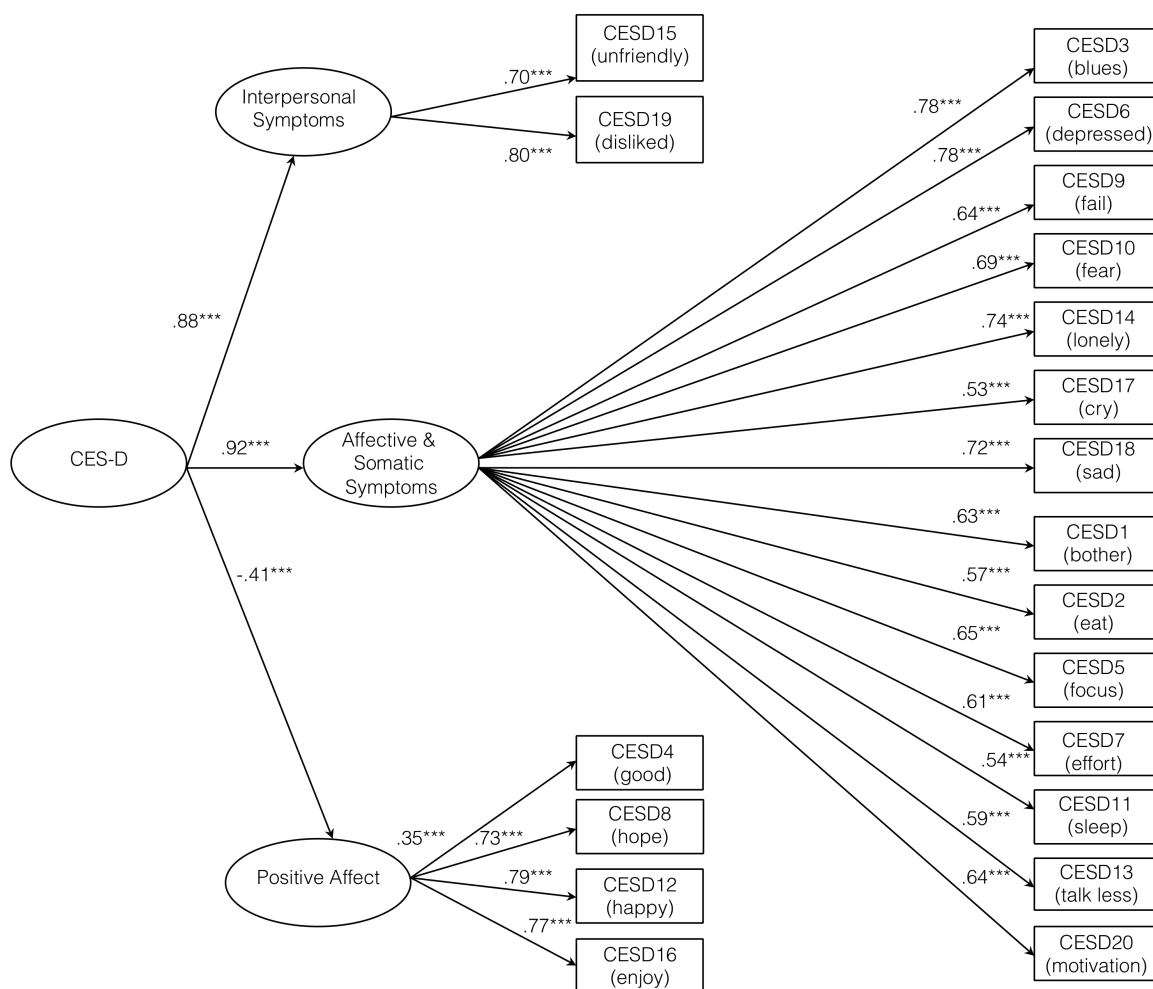 CESD15
(unfriendly)
.70***
Interpersonal
Symptoms
CESD19
(disliked)
.80***
.88***
CES-D
.92***
Affective &
Somatic
Symptoms
-.41***
Positive Affect
.35***
CESD4
(good)
.73***
CESD8
(hope)
.79***
CESD12
(happy)
.77***
CESD16
(enjoy)
.78***
CESD3
(blues)
.78***
CESD6
(depressed)
.64***
CESD9
(fail)
.69***
CESD10
(fear)
.74***
CESD14
(lonely)
.53***
CESD17
(cry)
.72***
CESD18
(sad)
.63***
CESD1
(bother)
.57***
CESD2
(eat)
.65***
CESD5
(focus)
.61***
CESD7
(effort)
.54***
CESD11
(sleep)
.59***
CESD13
(talk less)
.64***
CESD20
(motivation)